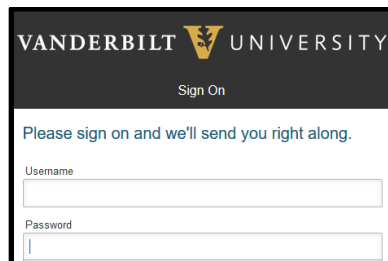 VANDERBILT V UNIVERSITY
Sign On
Please sign on and we'll send you right along.
Username
Password